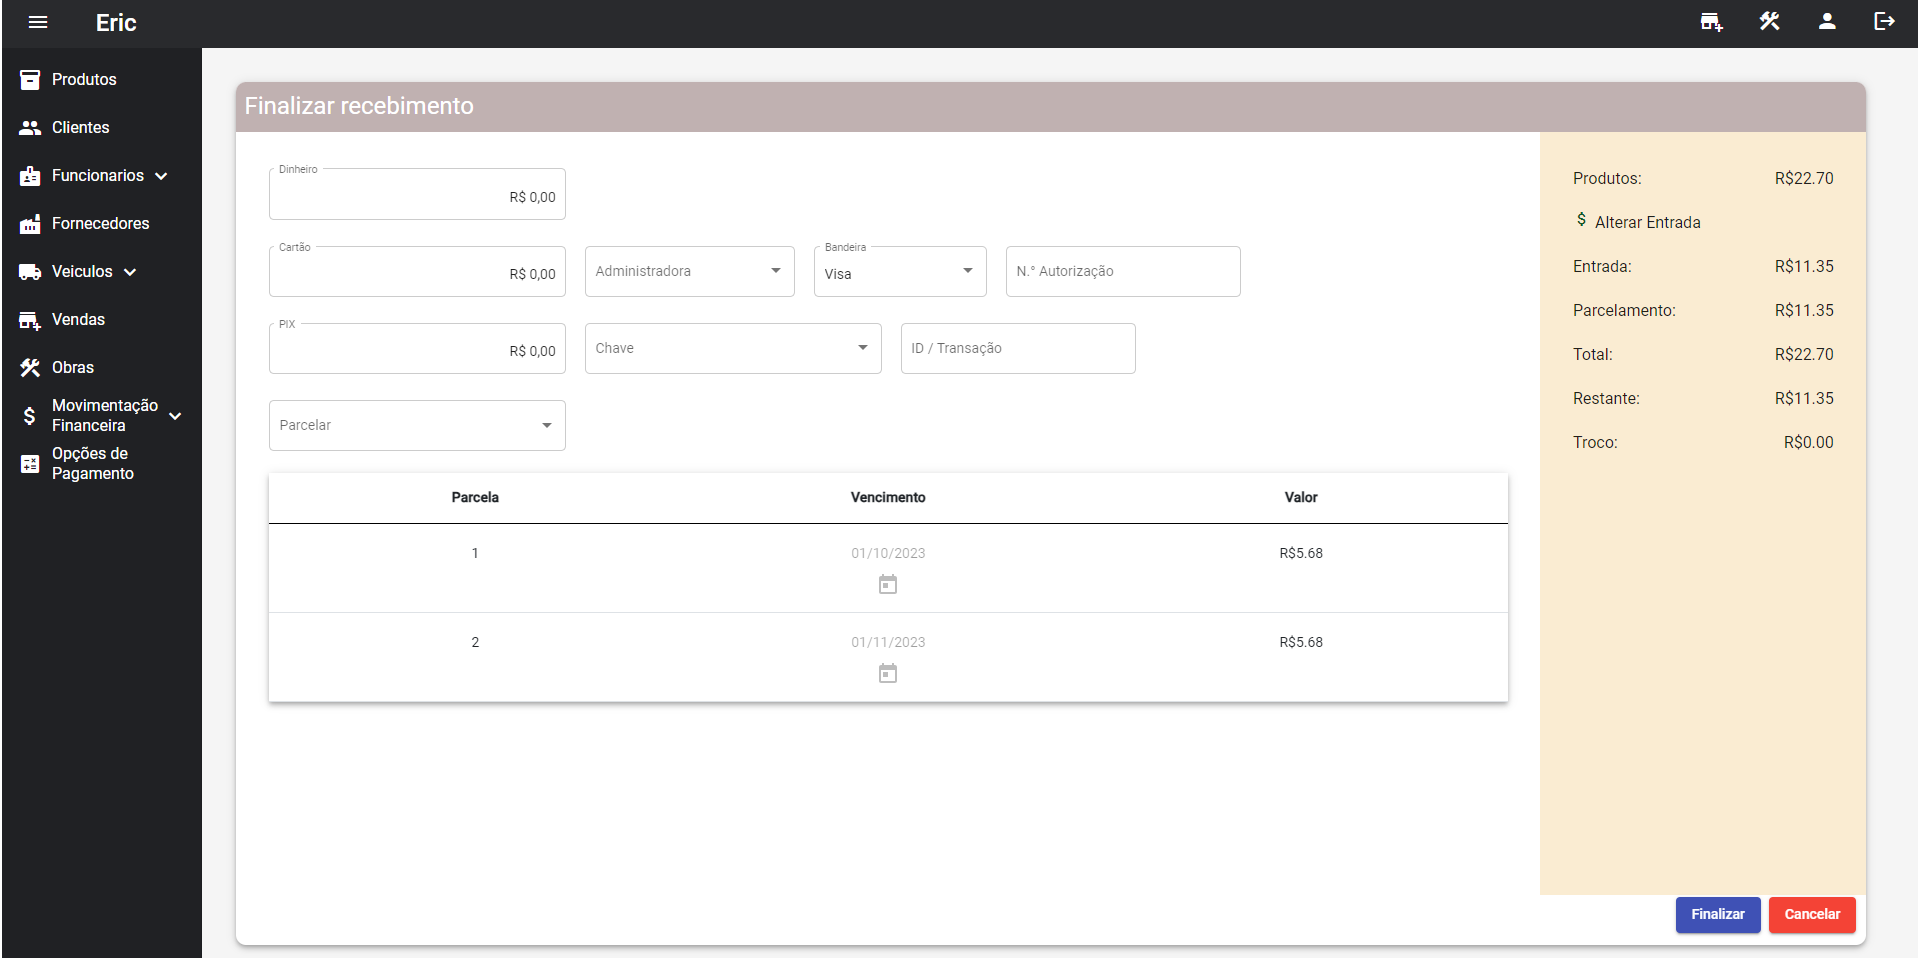 Eric
Produtos
Clientes
Funcionarios
Fornecedores
Veiculos
Vendas
Obras
Movimentação
Financeira
Opções de
Pagamento
Finalizar recebimento
Dinheiro
R$ 0,00
Cartão
R$ 0,00
Administradora
Bandeira
Visa
N.° Autorização
PIX
R$ 0,00
Chave
ID / Transação
Parcelar
Parcela Vencimento Valor
1 01/10/2023 R$5.68
2 01/11/2023 R$5.68
Produtos: R$22.70
$ Alterar Entrada
Entrada: R$11.35
Parcelamento: R$11.35
Total: R$22.70
Restante: R$11.35
Troco: R$0.00
Finalizar
Cancelar